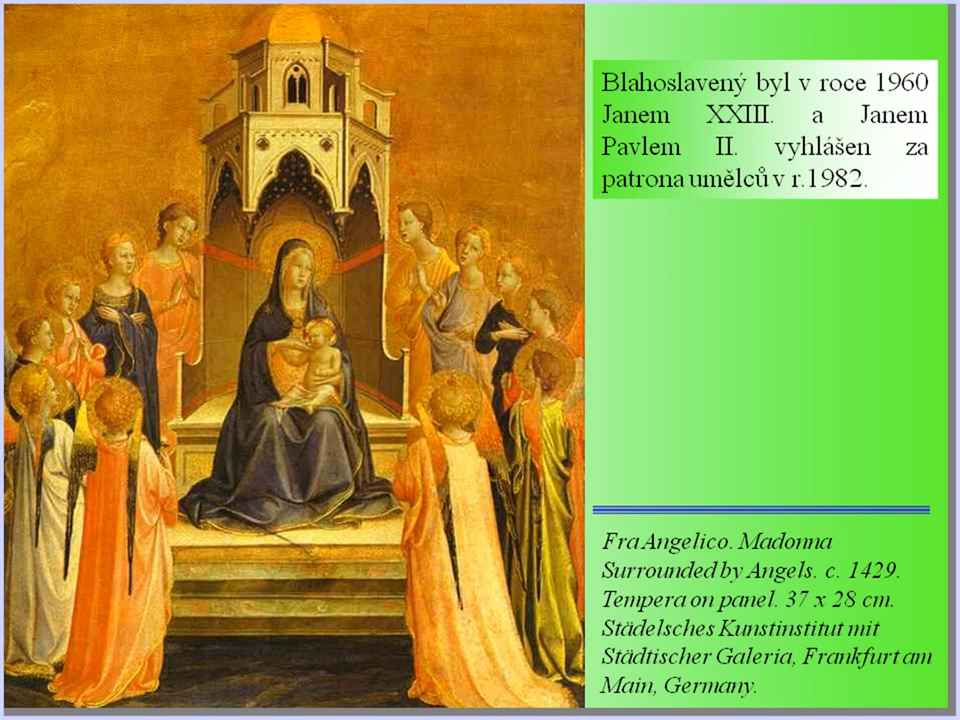 Blahoslavený byl v roce 1960
Janem XXIII. a Janem
Pavlem II. vyhlášen za
patrona umělců v r.1982.
Fra Angelico. Madonna
Surrounded by Angels. c. 1429.
Tempera on panel. 37 x 28 cm.
Städelsches Kunstinstitut mit
Städtischer Galeria, Frankfurt am
Main, Germany.